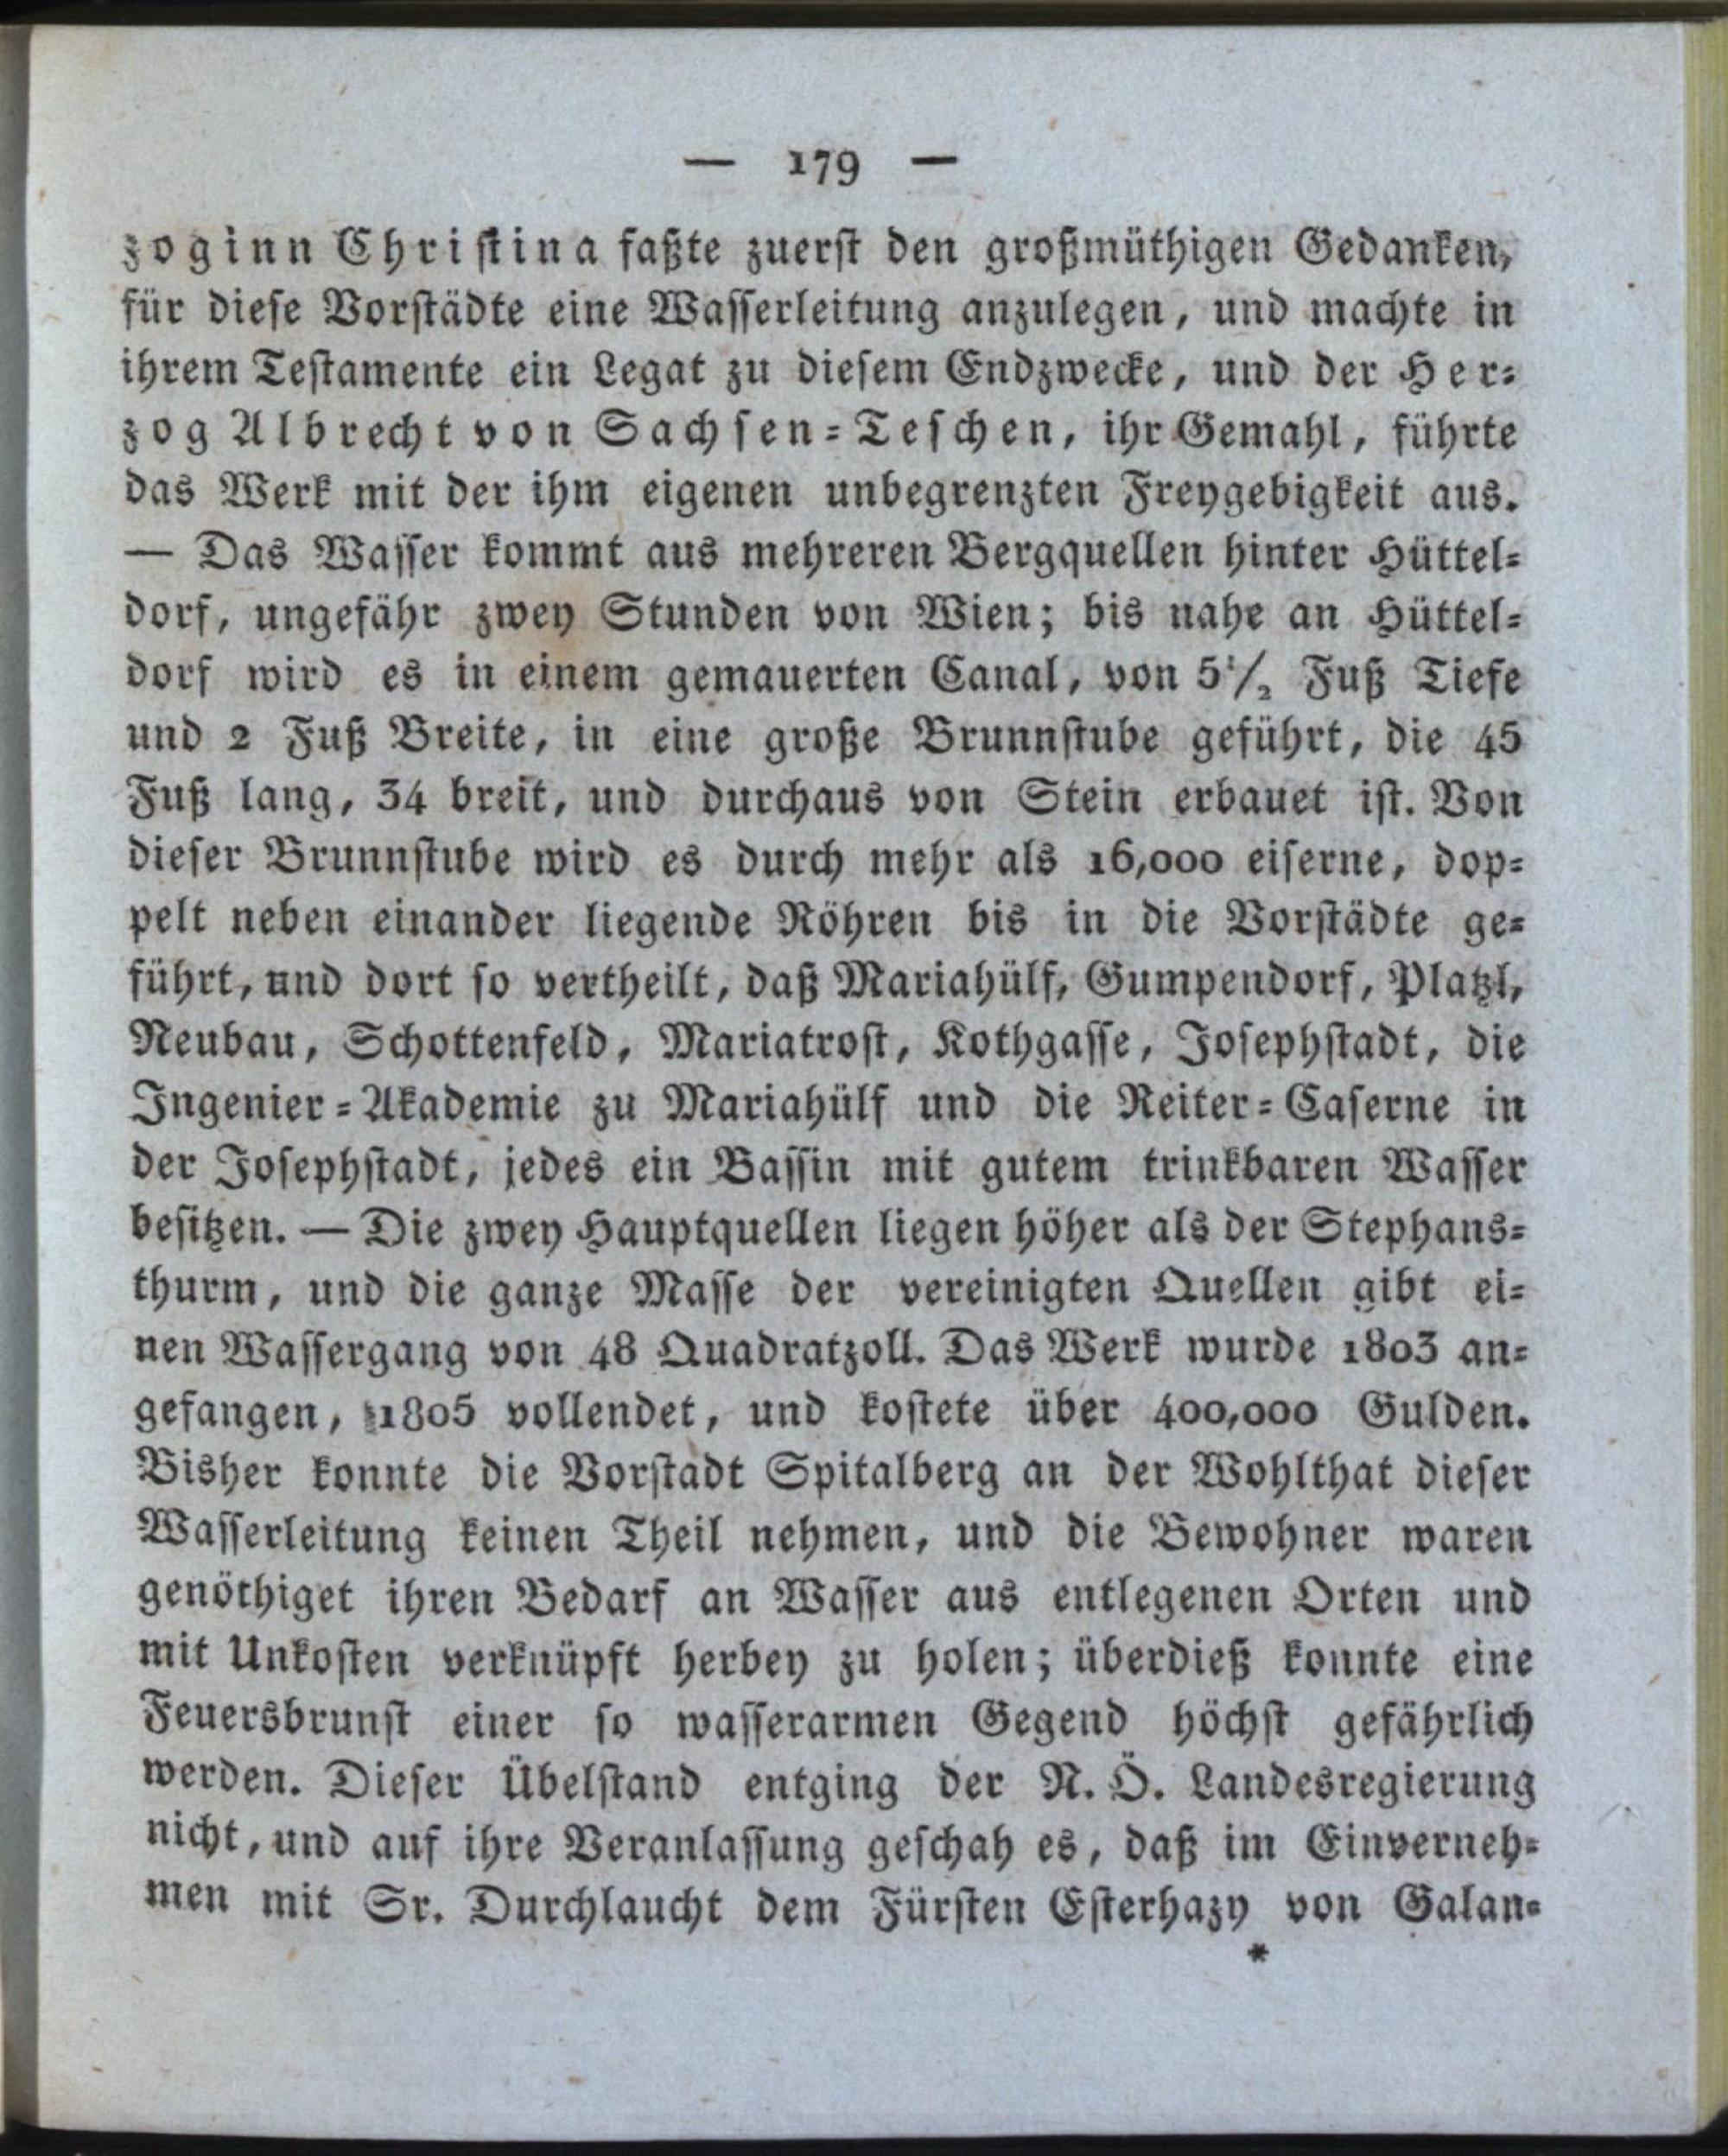 — 179 —
zoginn Christina faßte zuerst den großmüthigen Gedanken,
für diese Vorstädte eine Wasserleitung anzulegen, und machte in
ihrem Testamente ein Legat zu diesem Endzwecke, und der Her-
zog Albrecht von Sachsen-Teschen, ihr Gemahl, führte
das Werk mit der ihm eigenen unbegrenzten Freygebigkeit aus.
— Das Wasser kommt aus mehreren Bergquellen hinter Hüttel-
dorf, ungefähr zwey Stunden von Wien; bis nahe an Hüttel-
dorf wird es in einem gemauerten Canal, von 5¹/₂ Fuß Tiefe
und 2 Fuß Breite, in eine große Brunnstube geführt, die 45
Fuß lang, 34 breit, und durchaus von Stein erbauet ist. Von
dieser Brunnstube wird es durch mehr als 16,000 eiserne, dop-
pelt neben einander liegende Röhren bis in die Vorstädte ge-
führt, und dort so vertheilt, daß Mariahülf, Gumpendorf, Platzl,
Neubau, Schottenfeld, Mariatrost, Kothgasse, Josephstadt, die
Ingenier-Akademie zu Mariahülf und die Reiter-Caserne in
der Josephstadt, jedes ein Bassin mit gutem trinkbaren Wasser
besitzen. — Die zwey Hauptquellen liegen höher als der Stephans-
thurm, und die ganze Masse der vereinigten Quellen gibt ei-
nen Wassergang von 48 Quadratzoll. Das Werk wurde 1803 an-
gefangen, 1805 vollendet, und kostete über 400,000 Gulden.
Bisher konnte die Vorstadt Spitalberg an der Wohlthat dieser
Wasserleitung keinen Theil nehmen, und die Bewohner waren
genöthiget ihren Bedarf an Wasser aus entlegenen Orten und
mit Unkosten verknüpft herbey zu holen; überdieß konnte eine
Feuersbrunst einer so wasserarmen Gegend höchst gefährlich
werden. Dieser Übelstand entging der N. Ö. Landesregierung
nicht, und auf ihre Veranlassung geschah es, daß im Einverneh-
men mit Sr. Durchlaucht dem Fürsten Esterhazy von Galan-
*